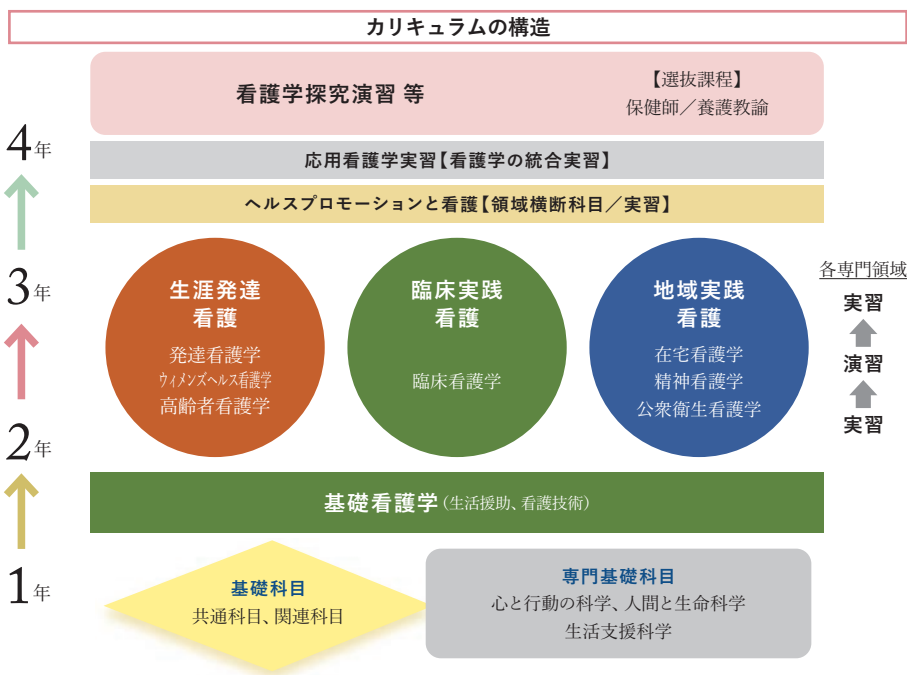 カリキュラムの構造
看護学探究演習 等
【選抜課程】
保健師／養護教諭
4年
応用看護学実習【看護学の統合実習】
ヘルスプロモーションと看護【領域横断科目／実習】
3年
生涯発達
看護
発達看護学
ウィメンズヘルス看護学
高齢者看護学
臨床実践
看護
臨床看護学
地域実践
看護
在宅看護学
精神看護学
公衆衛生看護学
各専門領域
実習
演習
実習
2年
基礎看護学（生活援助、看護技術）
1年
基礎科目
共通科目、関連科目
専門基礎科目
心と行動の科学、人間と生命科学
生活支援科学